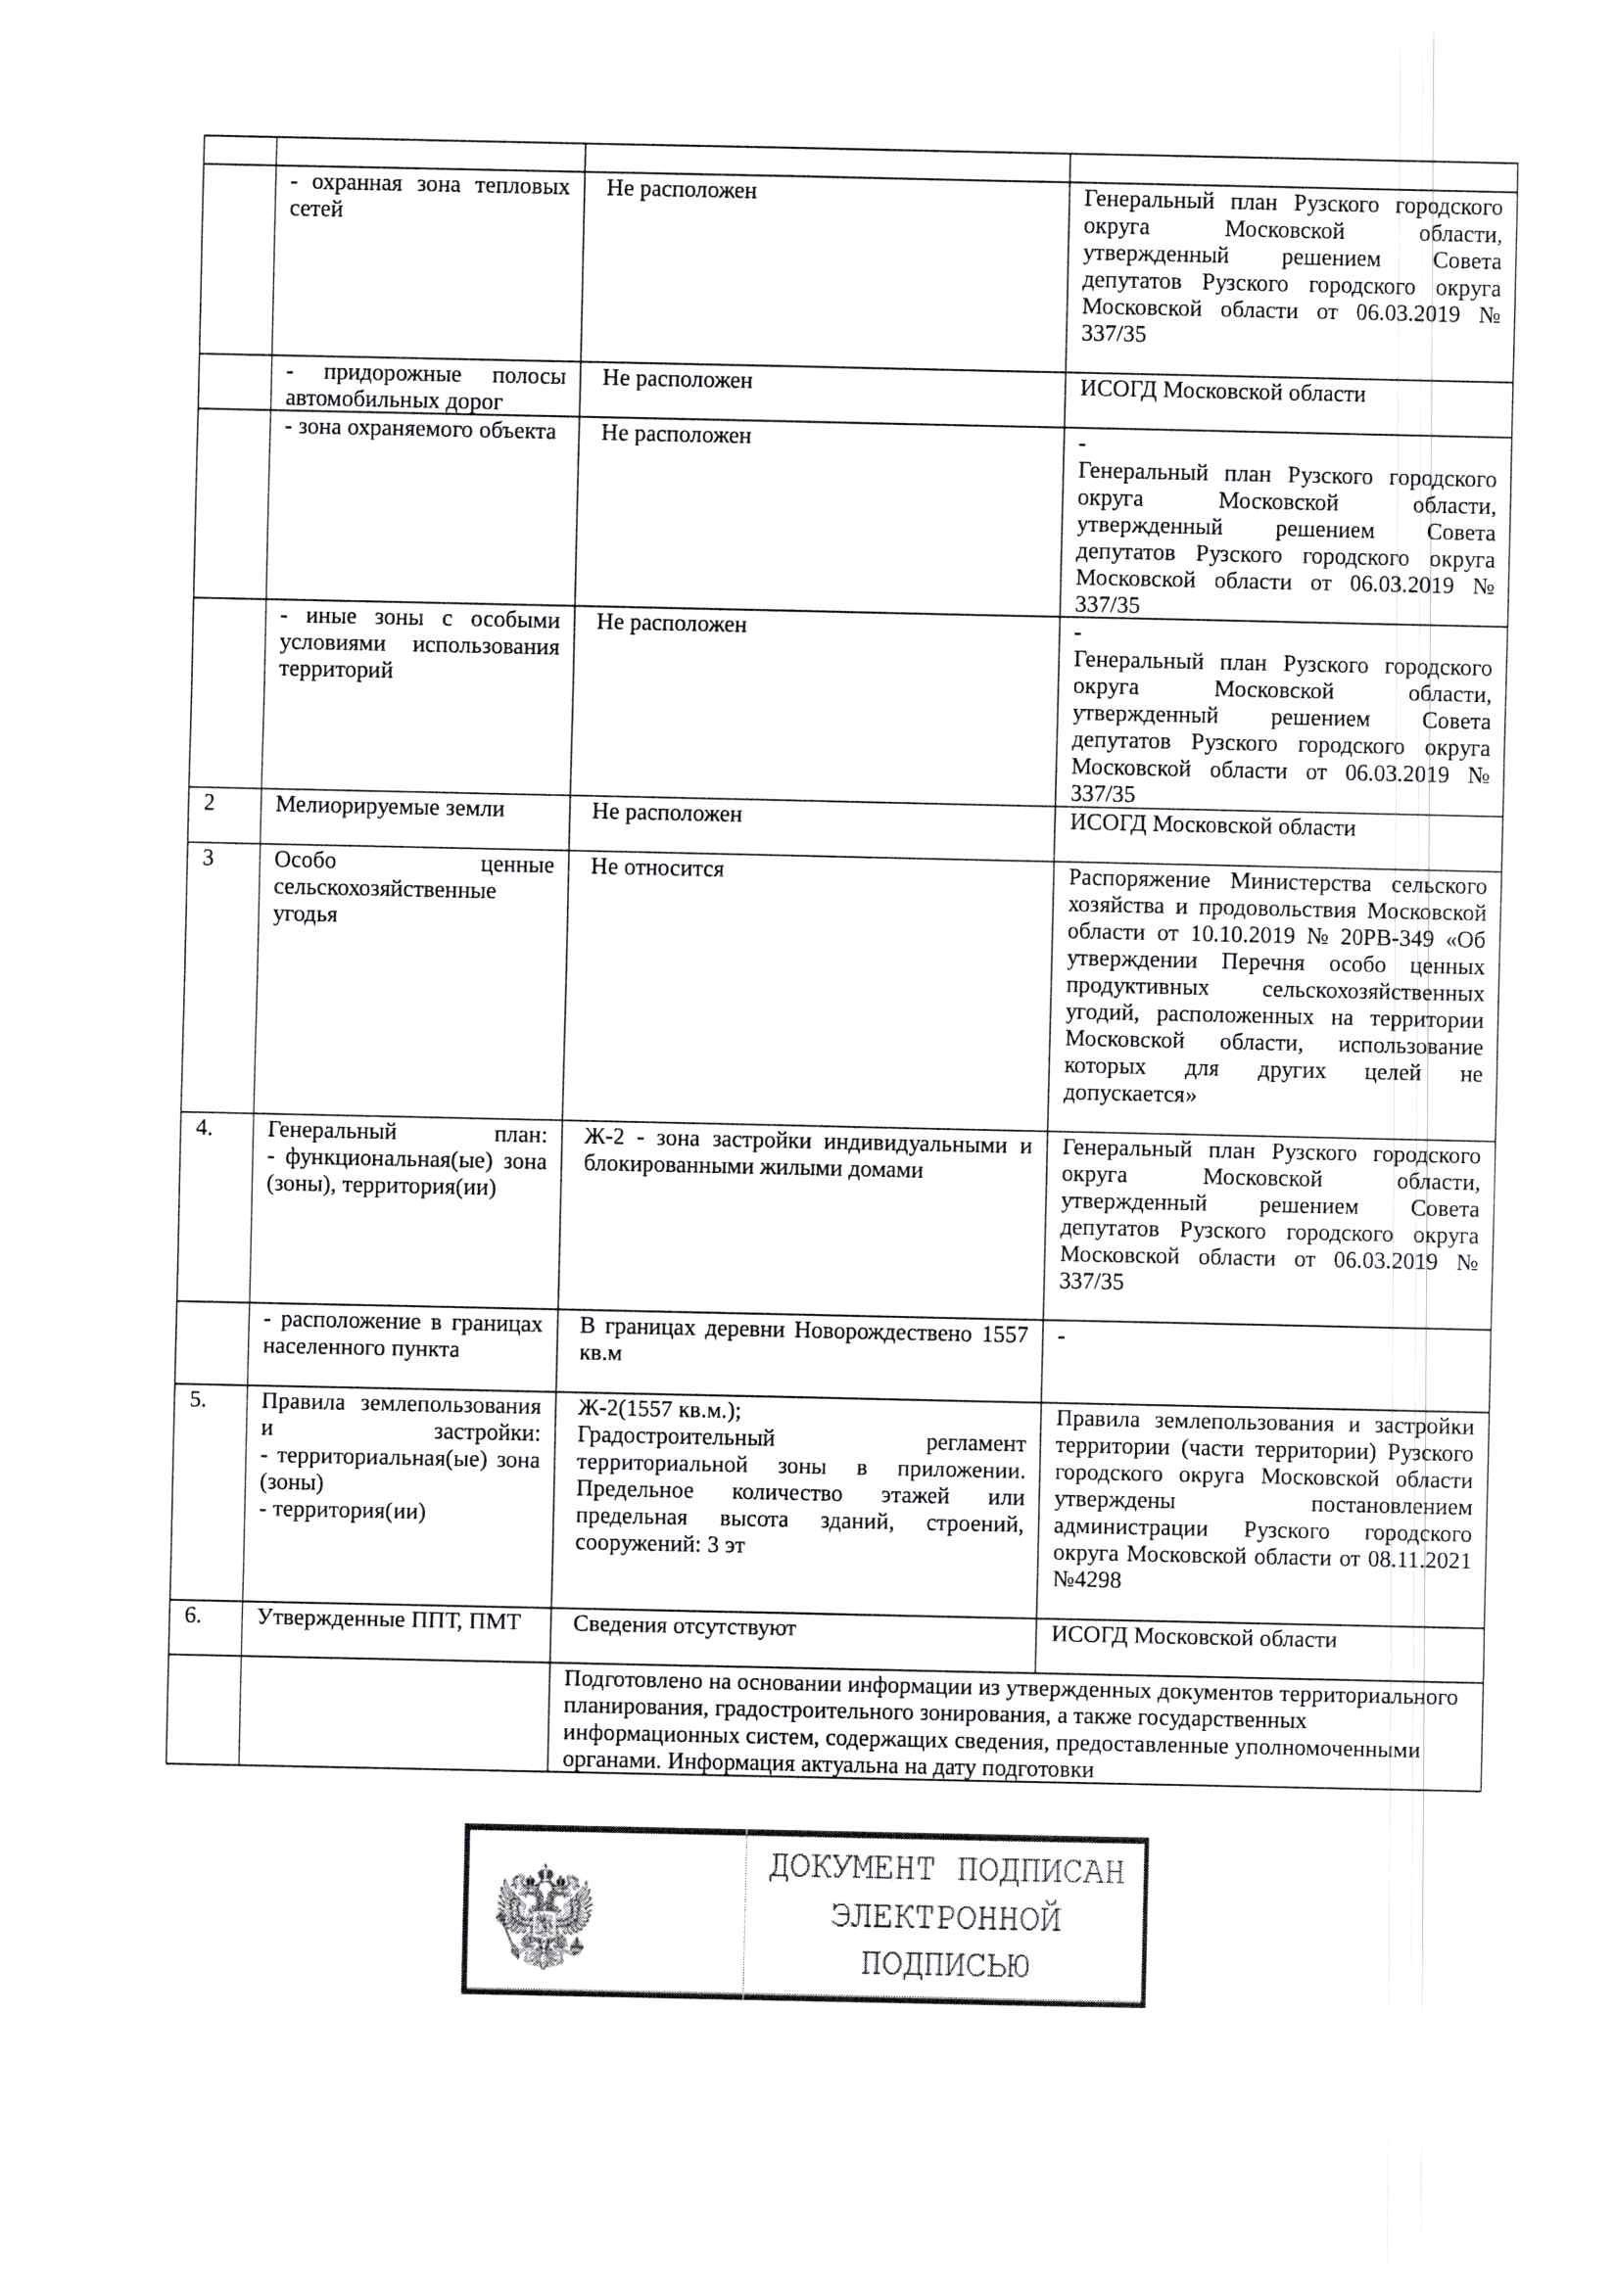 - охранная зона тепловых
сетей
Не расположен
Генеральный план Рузского городского
округа Московской области,
утвержденный решением Совета
депутатов Рузского городского округа
Московской области от 06.03.2019 №
337/35
- придорожные полосы
автомобильных дорог
Не расположен
ИСОГД Московской области
- зона охраняемого объекта
Не расположен
-
Генеральный план Рузского городского
округа Московской области,
утвержденный решением Совета
депутатов Рузского городского округа
Московской области от 06.03.2019 №
337/35
- иные зоны с особыми
условиями использования
территорий
Не расположен
-
Генеральный план Рузского городского
округа Московской области,
утвержденный решением Совета
депутатов Рузского городского округа
Московской области от 06.03.2019 №
337/35
2
Мелиорируемые земли
Не расположен
ИСОГД Московской области
3
Особо ценные
сельскохозяйственные
угодья
Не относится
Распоряжение Министерства сельского
хозяйства и продовольствия Московской
области от 10.10.2019 № 20РВ-349 «Об
утверждении Перечня особо ценных
продуктивных сельскохозяйственных
угодий, расположенных на территории
Московской области, использование
которых для других целей не
допускается»
4.
Генеральный план:
- функциональная(ые) зона
(зоны), территория(ии)
Ж-2 - зона застройки индивидуальными и
блокированными жилыми домами
Генеральный план Рузского городского
округа Московской области,
утвержденный решением Совета
депутатов Рузского городского округа
Московской области от 06.03.2019 №
337/35
- расположение в границах
населенного пункта
В границах деревни Новорождествено 1557
кв.м
-
5.
Правила землепользования
и застройки:
- территориальная(ые) зона
(зоны)
- территория(ии)
Ж-2(1557 кв.м.);
Градостроительный регламент
территориальной зоны в приложении.
Предельное количество этажей или
предельная высота зданий, строений,
сооружений: 3 эт
Правила землепользования и застройки
территории (части территории) Рузского
городского округа Московской области
утверждены постановлением
администрации Рузского городского
округа Московской области от 08.11.2021
№4298
6.
Утвержденные ППТ, ПМТ
Сведения отсутствуют
ИСОГД Московской области
Подготовлено на основании информации из утвержденных документов территориального
планирования, градостроительного зонирования, а также государственных
информационных систем, содержащих сведения, предоставленные уполномоченными
органами. Информация актуальна на дату подготовки
ДОКУМЕНТ ПОДПИСАН
ЭЛЕКТРОННОЙ
ПОДПИСЬЮ